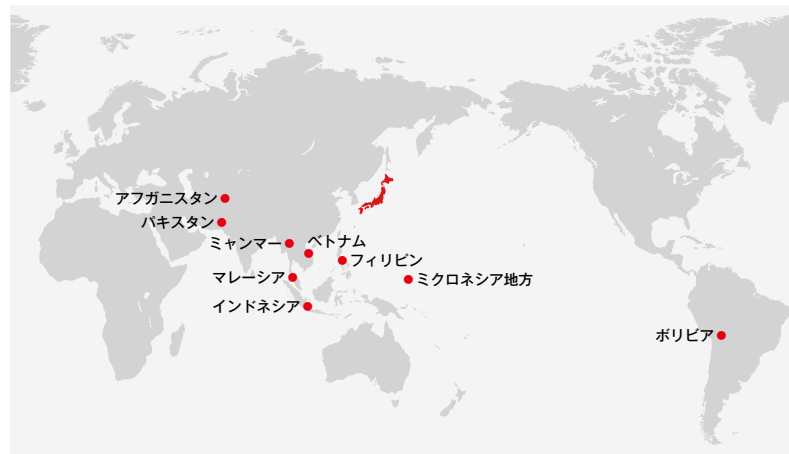 アフガニスタン
パキスタン
ミャンマー
ベトナム
フィリピン
マレーシア
ミクロネシア地方
インドネシア
ボリビア